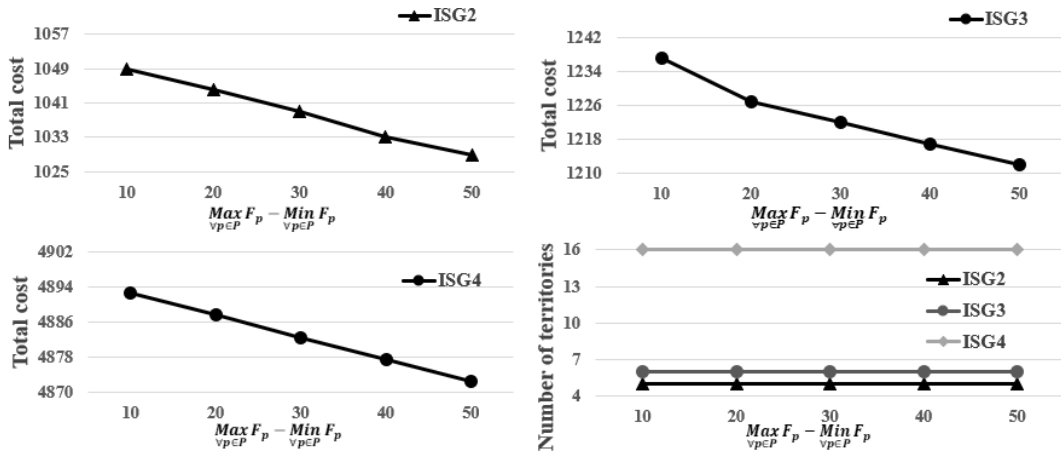 ISG2
1057
1049
1041
1033
1025
Total cost
10 20 30 40 50
Max F_p − Min F_p
∀p∈P ∀p∈P
ISG3
1242
1234
1226
1218
1210
Total cost
10 20 30 40 50
Max F_p − Min F_p
∀p∈P ∀p∈P
4902
4894
4886
4878
4870
ISG4
Total cost
10 20 30 40 50
Max F_p − Min F_p
∀p∈P ∀p∈P
16
13
10
7
4
ISG2
ISG3
ISG4
Number of territories
10 20 30 40 50
Max F_p − Min F_p
∀p∈P ∀p∈P